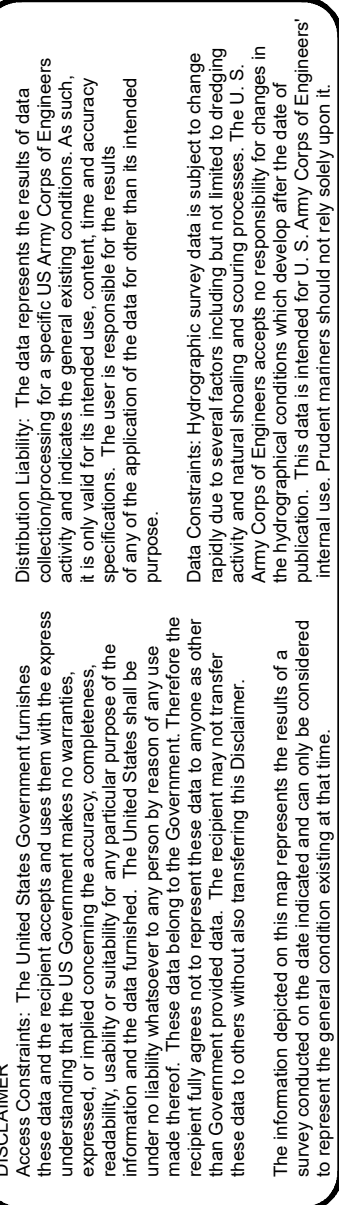 DISCLAIMER
Access Constraints: The United States Government furnishes
these data and the recipient accepts and uses them with the express
understanding that the US Government makes no warranties,
expressed, or implied concerning the accuracy, completeness,
readability, usability or suitability for any particular purpose of the
information and the data furnished. The United States shall be
under no liability whatsoever to any person by reason of any use
made thereof. These data belong to the Government. Therefore the
recipient fully agrees not to represent these data to anyone as other
than Government provided data. The recipient may not transfer
these data to others without also transferring this Disclaimer.
The information depicted on this map represents the results of a
survey conducted on the date indicated and can only be considered
to represent the general condition existing at that time.
Distribution Liability: The data represents the results of data
collection/processing for a specific US Army Corps of Engineers
activity and indicates the general existing conditions. As such,
it is only valid for its intended use, content, time and accuracy
specifications. The user is responsible for the results
of any of the application of the data for other than its intended
purpose.
Data Constraints: Hydrographic survey data is subject to change
rapidly due to several factors including but not limited to dredging
activity and natural shoaling and scouring processes. The U. S.
Army Corps of Engineers accepts no responsibility for changes in
the hydrographical conditions which develop after the date of
publication. This data is intended for U. S. Army Corps of Engineers'
internal use. Prudent mariners should not rely solely upon it.